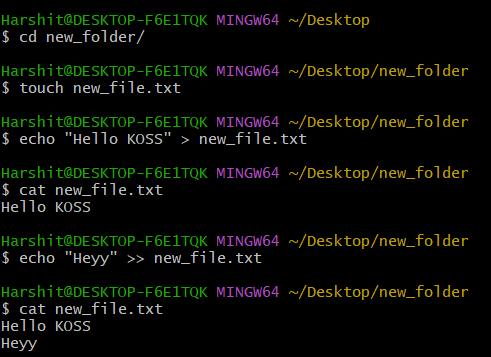 Harshit@DESKTOP-F6E1TQK MINGW64 ~/Desktop
$ cd new_folder/
Harshit@DESKTOP-F6E1TQK MINGW64 ~/Desktop/new_folder
$ touch new_file.txt
Harshit@DESKTOP-F6E1TQK MINGW64 ~/Desktop/new_folder
$ echo "Hello KOSS" > new_file.txt
Harshit@DESKTOP-F6E1TQK MINGW64 ~/Desktop/new_folder
$ cat new_file.txt
Hello KOSS
Harshit@DESKTOP-F6E1TQK MINGW64 ~/Desktop/new_folder
$ echo "Heyy" >> new_file.txt
Harshit@DESKTOP-F6E1TQK MINGW64 ~/Desktop/new_folder
$ cat new_file.txt
Hello KOSS
Heyy